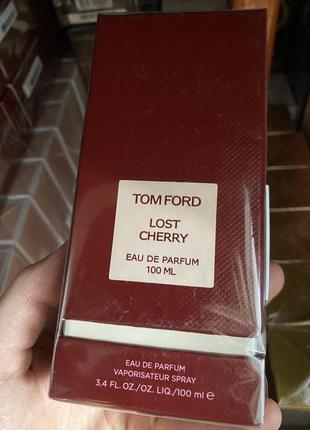 TOM FORD
LOST
CHERRY
EAU DE PARFUM
100 ML
EAU DE PARFUM
VAPORISATEUR SPRAY
3.4 FL. OZ./OZ. LIQ./100 ml e